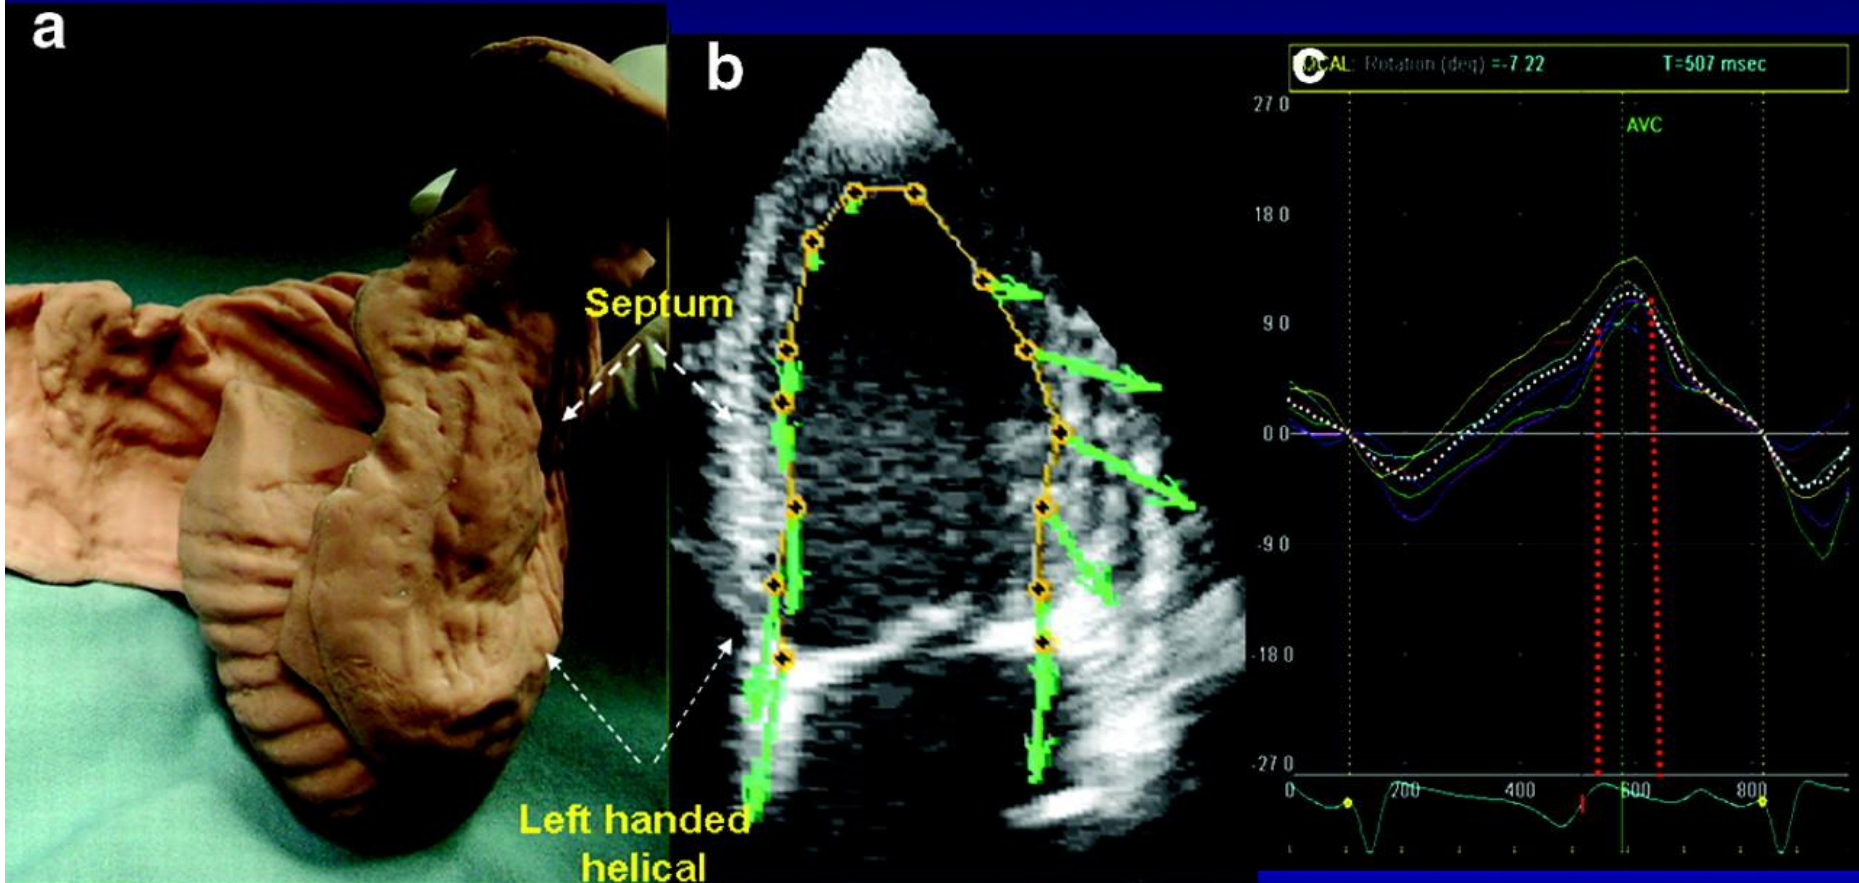 a
b
c
CAL: Rotation (deg) =-7.22 T=507 msec
27 0
AVC
18 0
9 0
0 0
-9 0
-18 0
-27 0
0 200 400 600 800
Septum
Left handed
helical